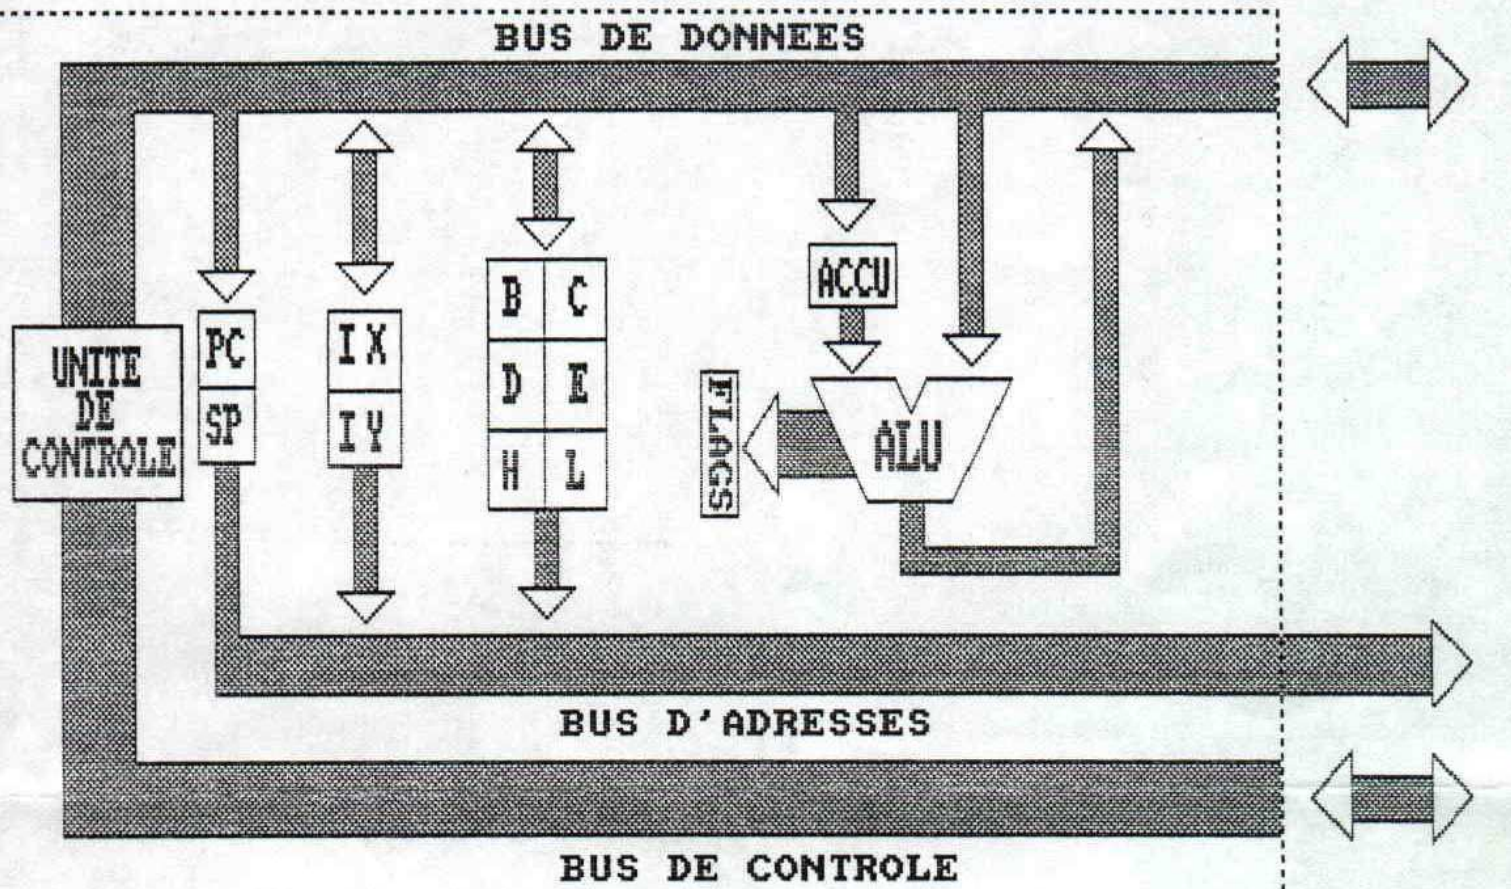 BUS DE DONNEES
ACCU
B C
PC
IX
UNITE
DE
CONTROLE
D E
SP
IY
FLAGS
ALU
H L
BUS D'ADRESSES
BUS DE CONTROLE